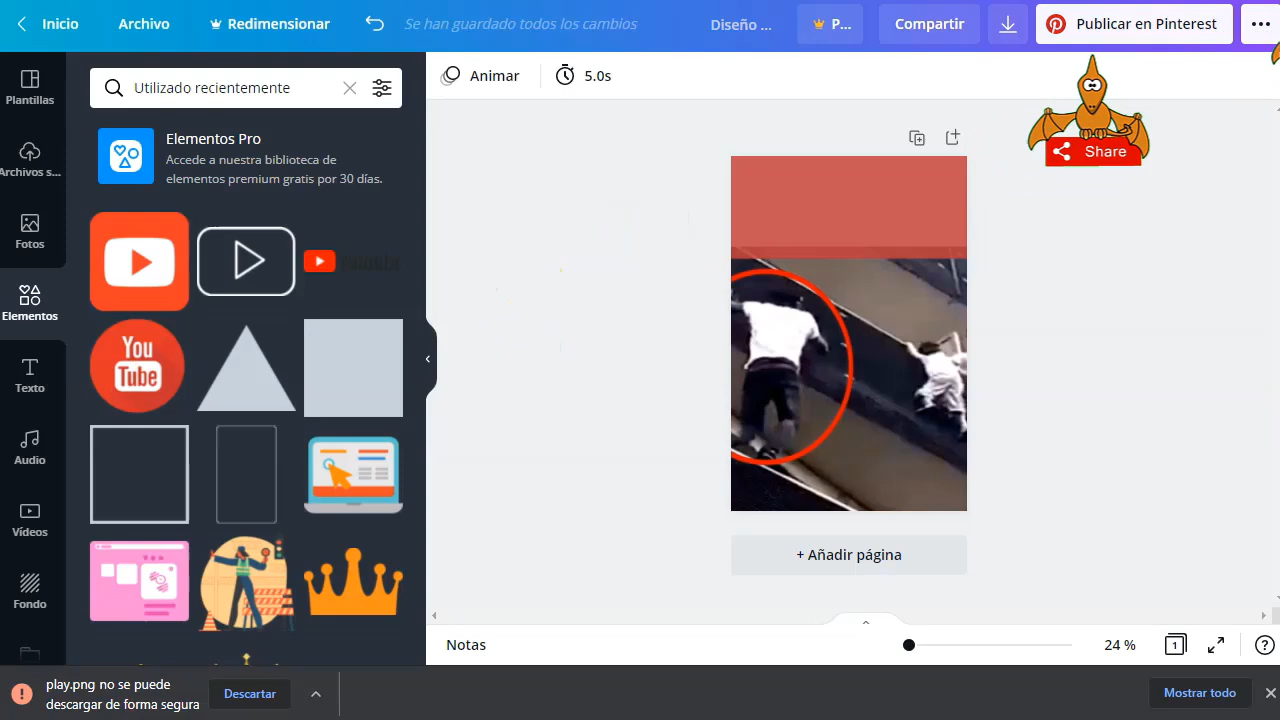 Inicio
Archivo
Redimensionar
Se han guardado todos los cambios
Diseño ...
P...
Compartir
Publicar en Pinterest
Plantillas
Archivos s...
Fotos
Elementos
Texto
Audio
Vídeos
Fondo
Utilizado recientemente
Elementos Pro
Accede a nuestra biblioteca de
elementos premium gratis por 30 días.
You
Tube
Animar
5.0s
Share
+ Añadir página
Notas
24 %
1
?
play.png no se puede
descargar de forma segura
Descartar
Mostrar todo